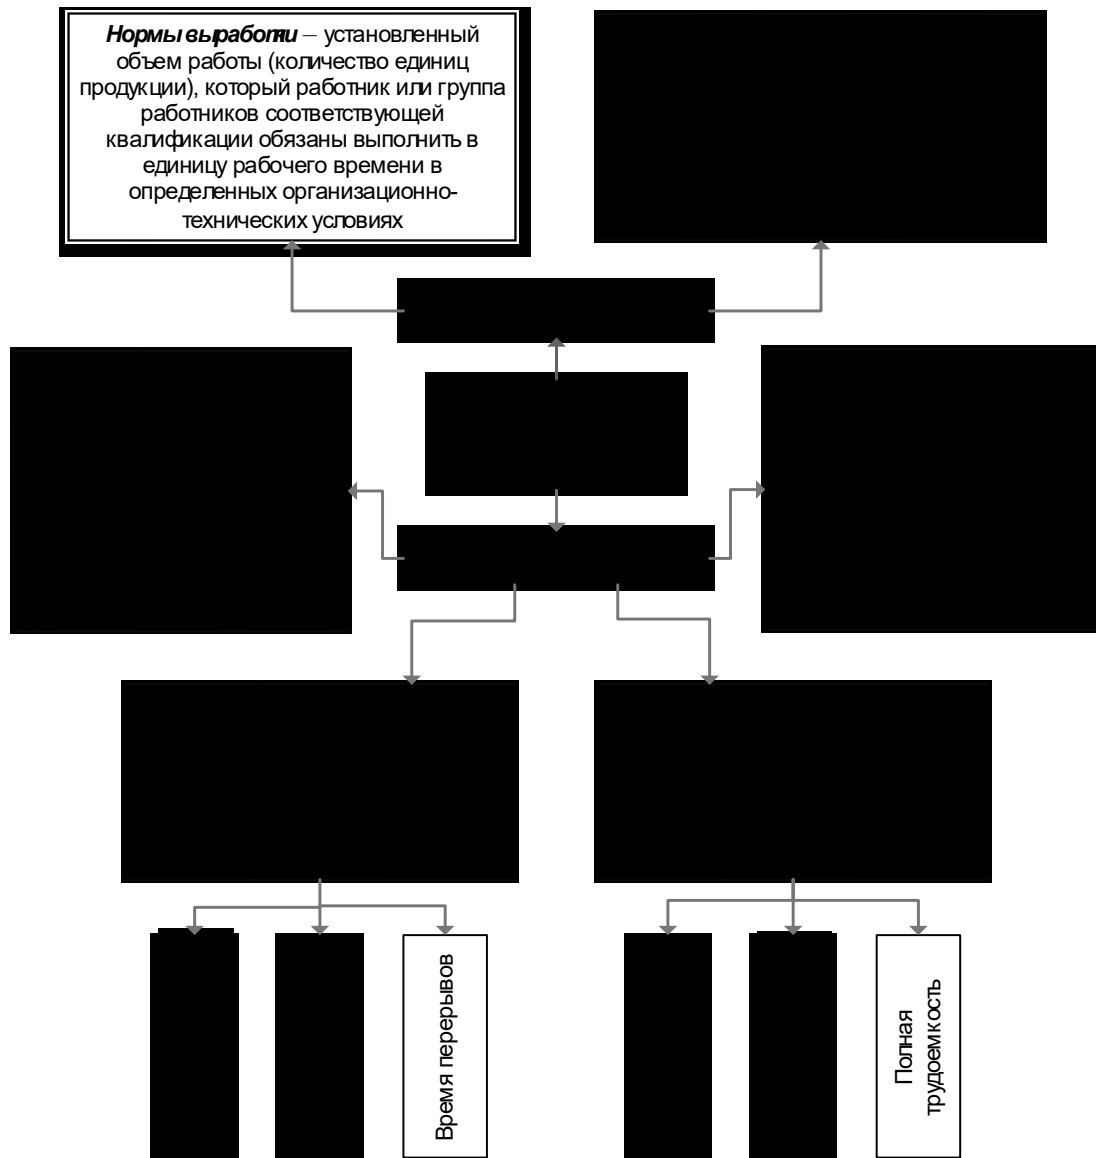 Нормы выработки – установленный
объем работы (количество единиц
продукции), который работник или группа
работников соответствующей
квалификации обязаны выполнить в
единицу рабочего времени в
определенных организационно-
технических условиях
Время перерывов
Полная
трудоемкость